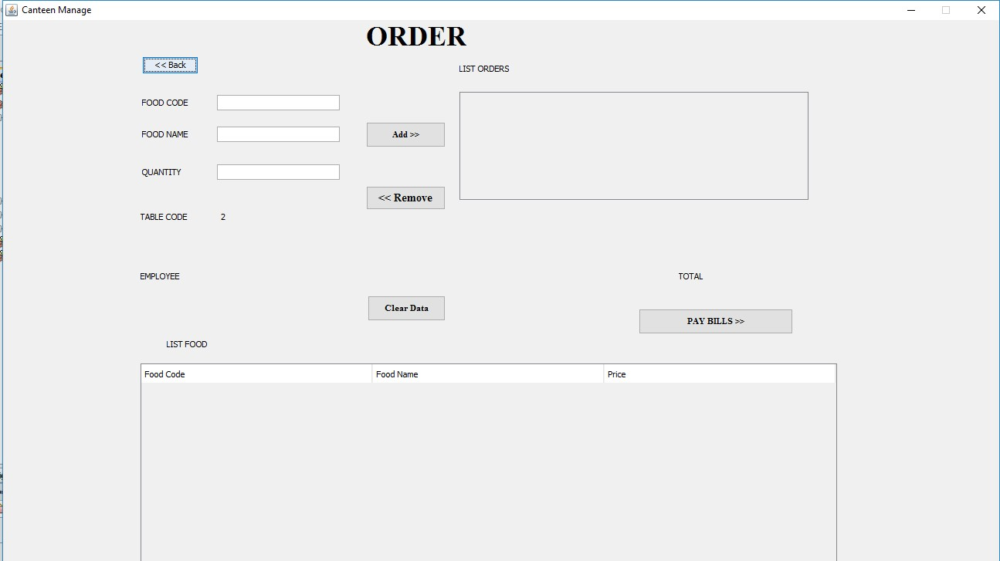 Canteen Manage
ORDER
<< Back
LIST ORDERS
FOOD CODE
FOOD NAME
Add >>
QUANTITY
<< Remove
TABLE CODE 2
EMPLOYEE
TOTAL
Clear Data
PAY BILLS >>
LIST FOOD
Food Code Food Name Price